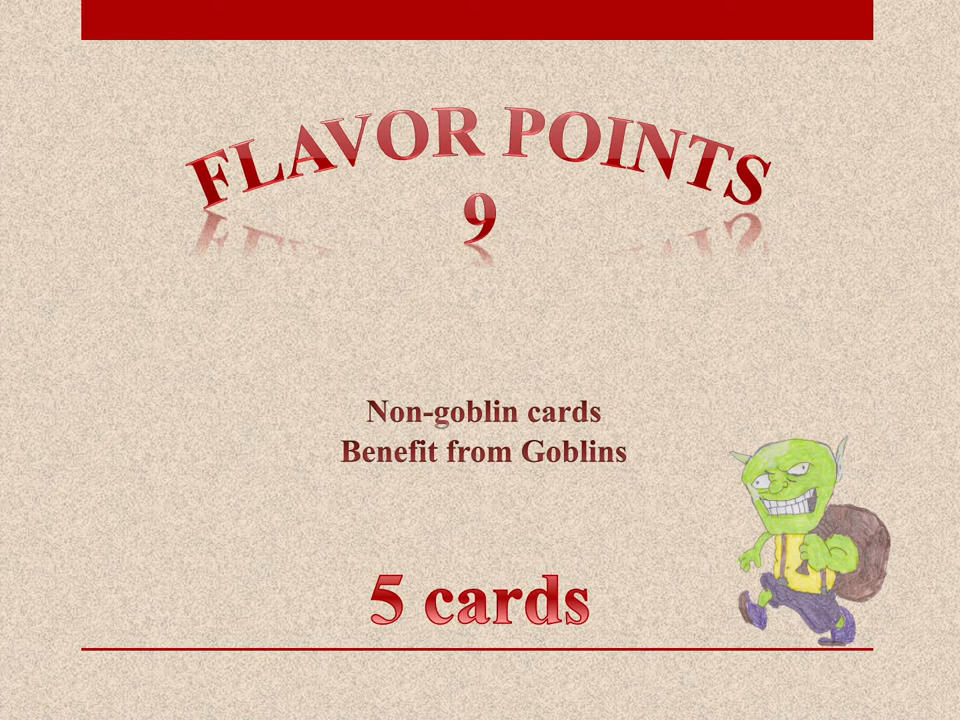 FLAVOR POINTS
9
Non-goblin cards
Benefit from Goblins
5 cards